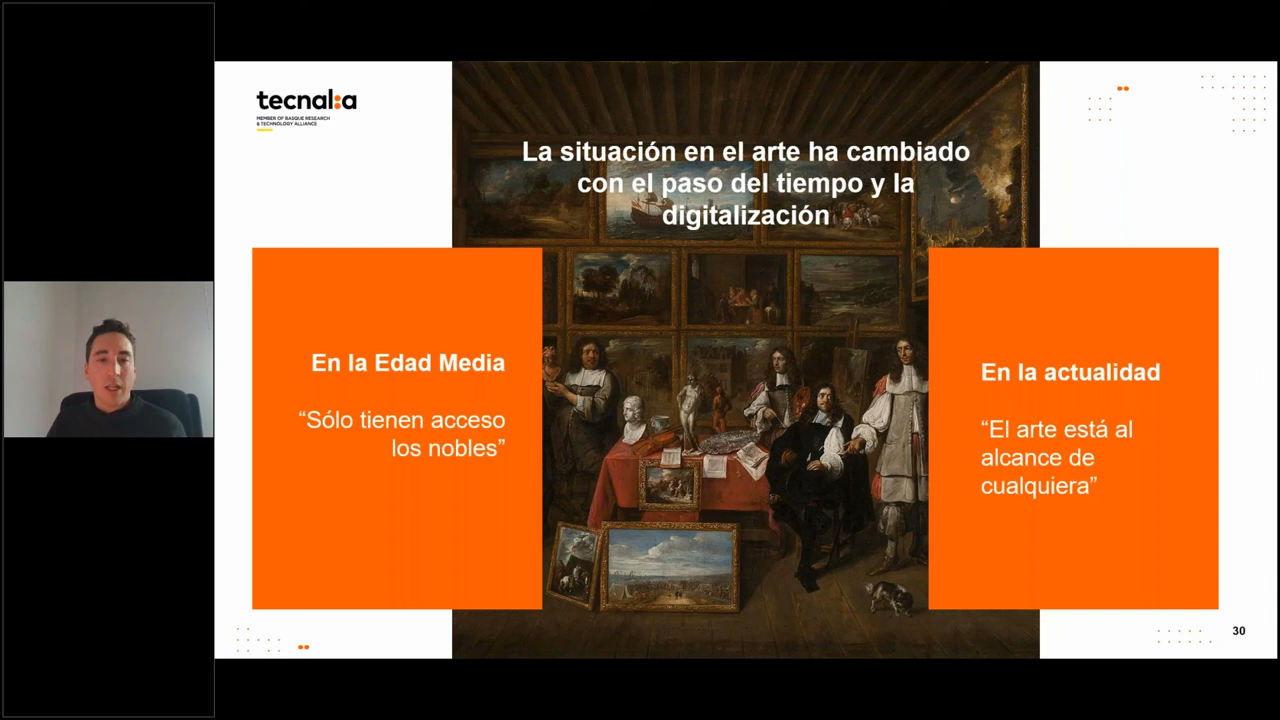 tecnal:a
MEMBER OF BASQUE RESEARCH
& TECHNOLOGY ALLIANCE
La situación en el arte ha cambiado
con el paso del tiempo y la
digitalización
En la Edad Media
“Sólo tienen acceso
los nobles”
En la actualidad
“El arte está al
alcance de
cualquiera”
30